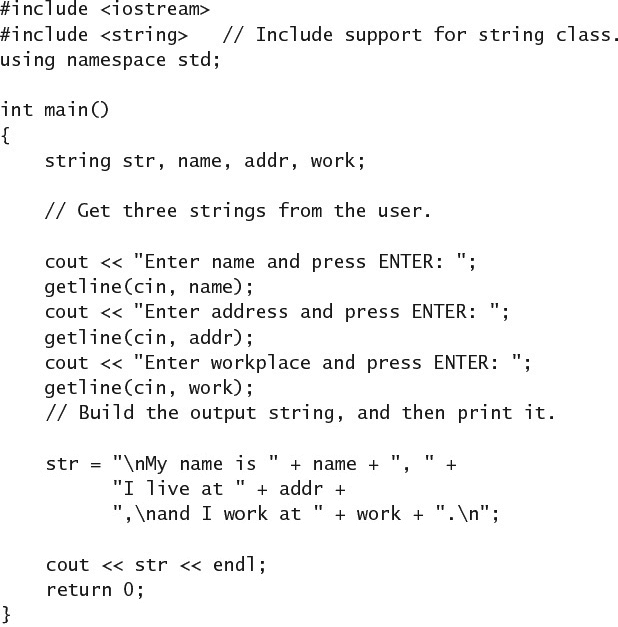 #include <iostream>
#include <string>   // Include support for string class.
using namespace std;

int main()
{
    string str, name, addr, work;

    // Get three strings from the user.

    cout << "Enter name and press ENTER: ";
    getline(cin, name);
    cout << "Enter address and press ENTER: ";
    getline(cin, addr);
    cout << "Enter workplace and press ENTER: ";
    getline(cin, work);
    // Build the output string, and then print it.

    str = "\nMy name is " + name + ", " +
          "I live at " + addr +
          ",\nand I work at " + work + ".\n";

    cout << str << endl;
    return 0;
}